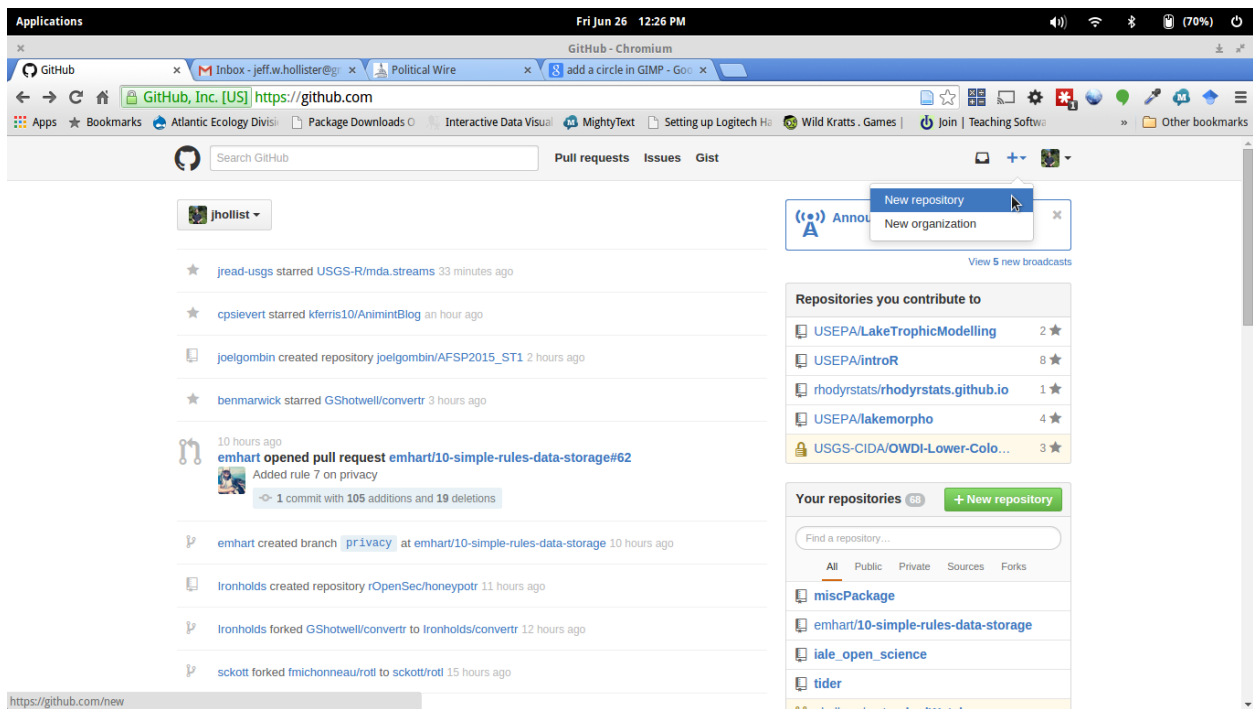 Applications
Fri Jun 26 12:26 PM
(70%)
GitHub - Chromium
GitHub
Inbox - jeff.w.hollister@gr
Political Wire
add a circle in GIMP - Goo
GitHub, Inc. [US] https://github.com
Apps
Bookmarks
Atlantic Ecology Divisi
Package Downloads O
Interactive Data Visual
MightyText
Setting up Logitech Ha
Wild Kratts . Games |
Join | Teaching Softwa
»
Other bookmarks
Search GitHub
Pull requests Issues Gist
New repository
New organization
jhollist
Annou
View 5 new broadcasts
jread-usgs starred USGS-R/mda.streams 33 minutes ago
cpsievert starred kferris10/AnimintBlog an hour ago
joelgombin created repository joelgombin/AFSP2015_ST1 2 hours ago
benmarwick starred GShotwell/convertr 3 hours ago
10 hours ago
emhart opened pull request emhart/10-simple-rules-data-storage#62
Added rule 7 on privacy
1 commit with 105 additions and 19 deletions
emhart created branch privacy at emhart/10-simple-rules-data-storage 10 hours ago
Ironholds created repository rOpenSec/honeypotr 11 hours ago
Ironholds forked GShotwell/convertr to Ironholds/convertr 12 hours ago
sckott forked fmichonneau/rotl to sckott/rotl 15 hours ago
Repositories you contribute to
USEPA/LakeTrophicModelling 2
USEPA/introR 8
rhodyrstats/rhodyrstats.github.io 1
USEPA/lakemorpho 4
USGS-CIDA/OWDI-Lower-Colo... 3
Your repositories 68
+ New repository
Find a repository...
All Public Private Sources Forks
miscPackage
emhart/10-simple-rules-data-storage
iale_open_science
tider
https://github.com/new